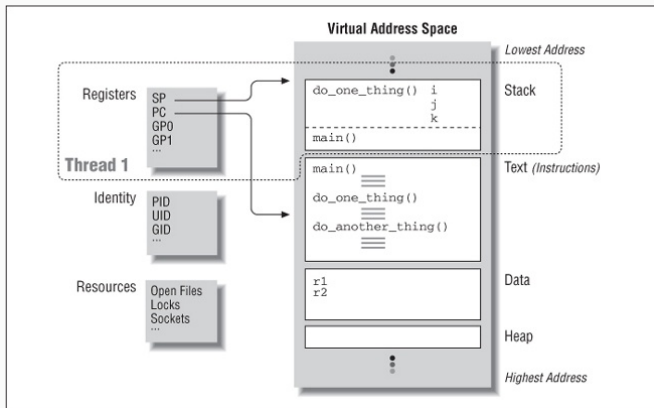 Virtual Address Space
Lowest Address
Registers
SP
PC
GP0
GP1
...
Thread 1
do_one_thing() i
j
k
main()
Stack
main()
do_one_thing()
do_another_thing()
Text (Instructions)
Identity
PID
UID
GID
...
Resources
Open Files
Locks
Sockets
...
r1
r2
Data
Heap
Highest Address